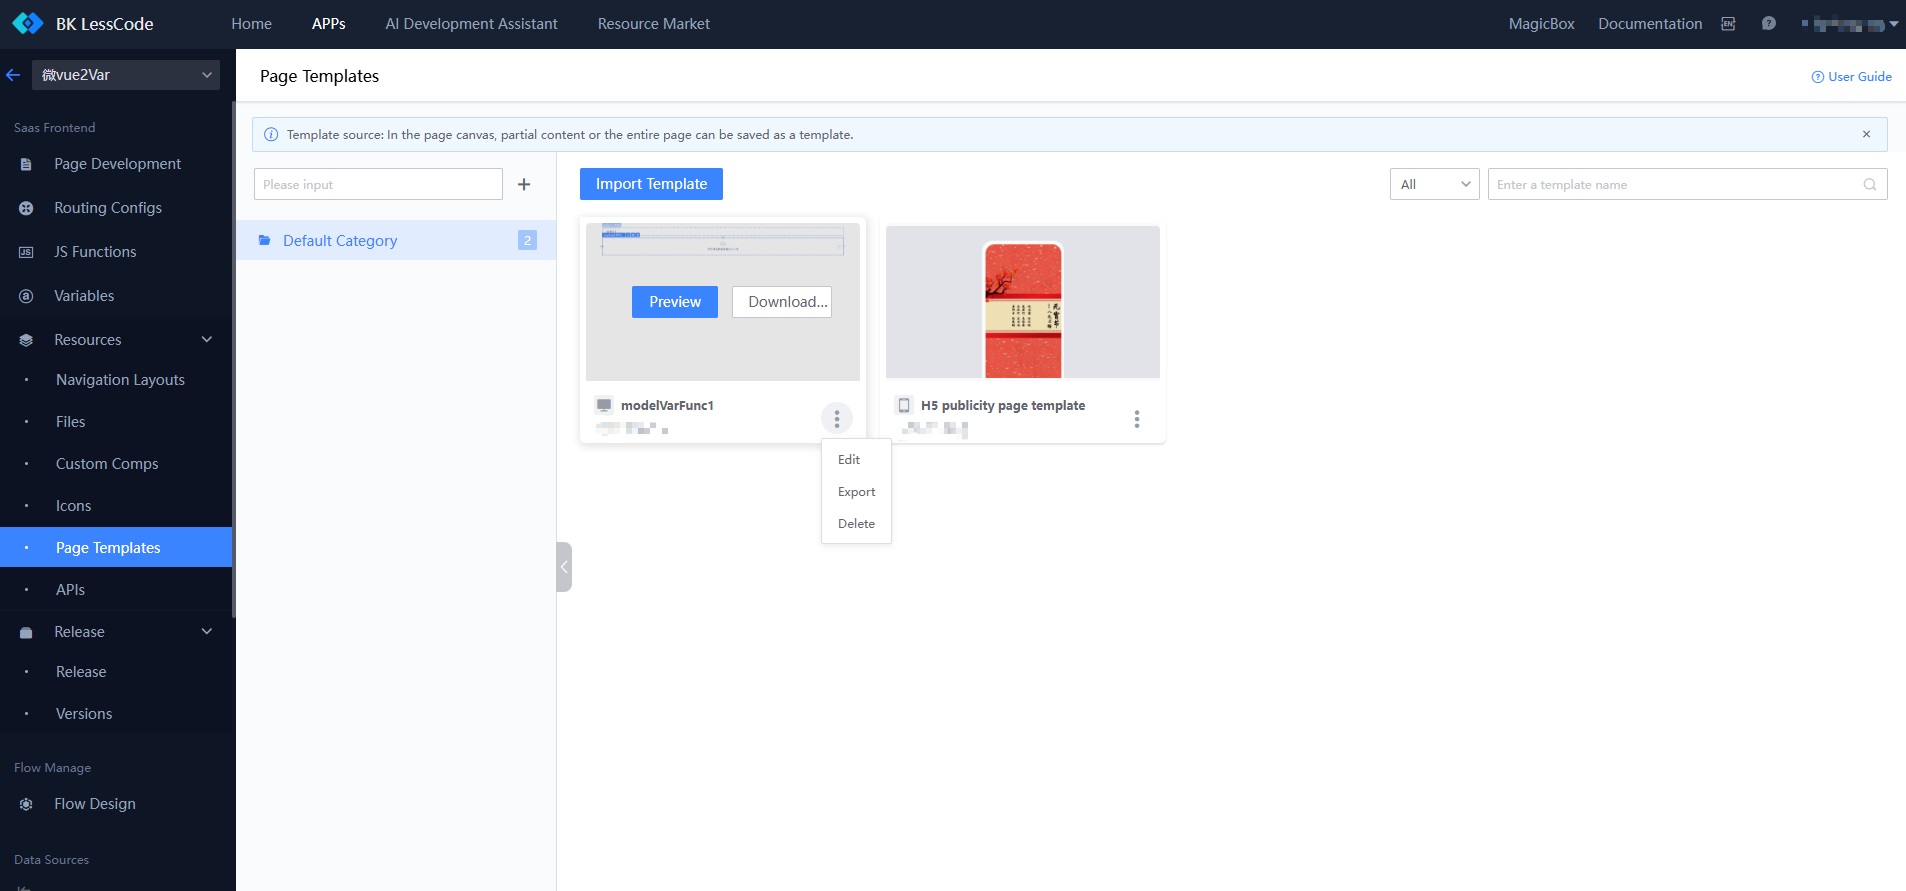 BK LessCode
Home
APPs
AI Development Assistant
Resource Market
MagicBox
Documentation
EN
微vue2Var
Page Templates
User Guide
Saas Frontend
Page Development
Routing Configs
JS Functions
Variables
Resources
Navigation Layouts
Files
Custom Comps
Icons
Page Templates
APIs
Release
Release
Versions
Flow Manage
Flow Design
Data Sources
Template source: In the page canvas, partial content or the entire page can be saved as a template.
Please input
Default Category
2
Import Template
All
Enter a template name
Preview
Download...
modelVarFunc1
Edit
Export
Delete
H5 publicity page template